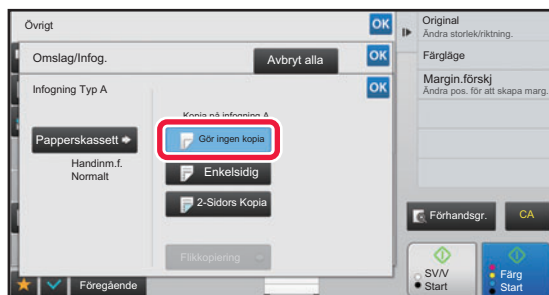 Övrigt
OK
Omslag/Infog.
Avbryt alla
OK
Infogning Typ A
OK
Kopia på infogning A
Papperskassett
Handinm.f.
Normalt
Gör ingen kopia
Enkelsidig
2-Sidors Kopia
Flikkopiering
Föregående
Original
Ändra storlek/riktning.
Färgläge
Margin.förskj
Ändra pos. för att skapa marg.
Förhandsgr.
CA
SV/V
Start
Färg
Start